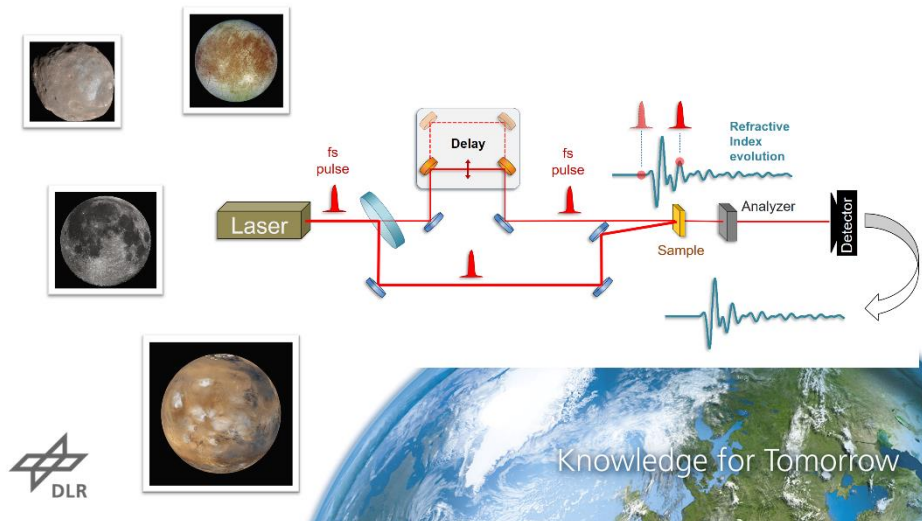 Delay
Refractive
Index
evolution
fs
pulse
fs
pulse
Laser
Analyzer
Sample
Detector
Knowledge for Tomorrow
DLR